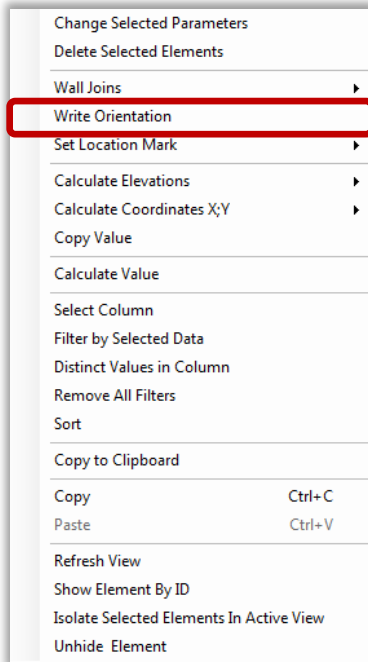 Change Selected Parameters
Delete Selected Elements
Wall Joins
Write Orientation
Set Location Mark
Calculate Elevations
Calculate Coordinates X;Y
Copy Value
Calculate Value
Select Column
Filter by Selected Data
Distinct Values in Column
Remove All Filters
Sort
Copy to Clipboard
Copy Ctrl+C
Paste Ctrl+V
Refresh View
Show Element By ID
Isolate Selected Elements In Active View
Unhide Element